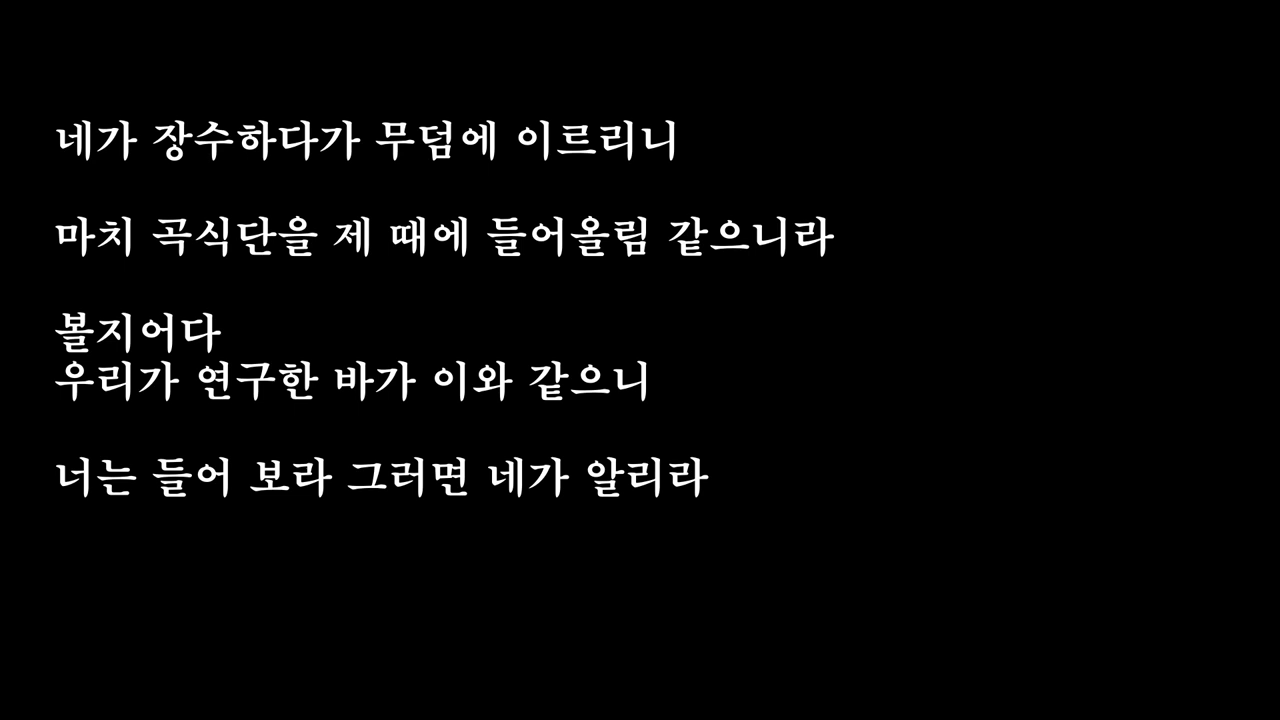 네가 장수하다가 무덤에 이르리니
마치 곡식단을 제 때에 들어올림 같으니라
볼지어다
우리가 연구한 바가 이와 같으니
너는 들어 보라 그러면 네가 알리라